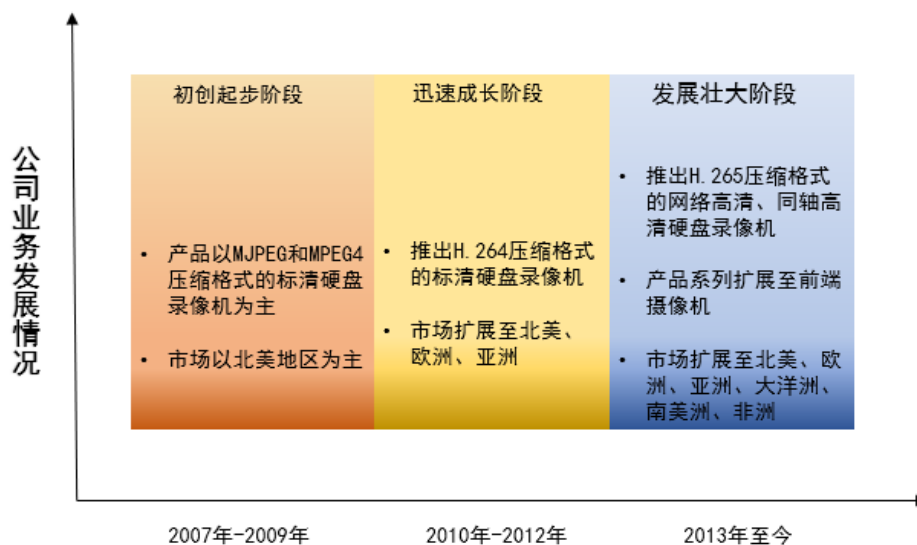 公司业务发展情况
初创起步阶段
• 产品以MJPEG和MPEG4
压缩格式的标清硬盘
录像机为主
• 市场以北美地区为主
迅速成长阶段
• 推出H.264压缩格式
的标清硬盘录像机
• 市场扩展至北美、
欧洲、亚洲
发展壮大阶段
• 推出H.265压缩格式
的网络高清、同轴高
清硬盘录像机
• 产品系列扩展至前端
摄像机
• 市场扩展至北美、欧
洲、亚洲、大洋洲、
南美洲、非洲
2007年-2009年
2010年-2012年
2013年至今